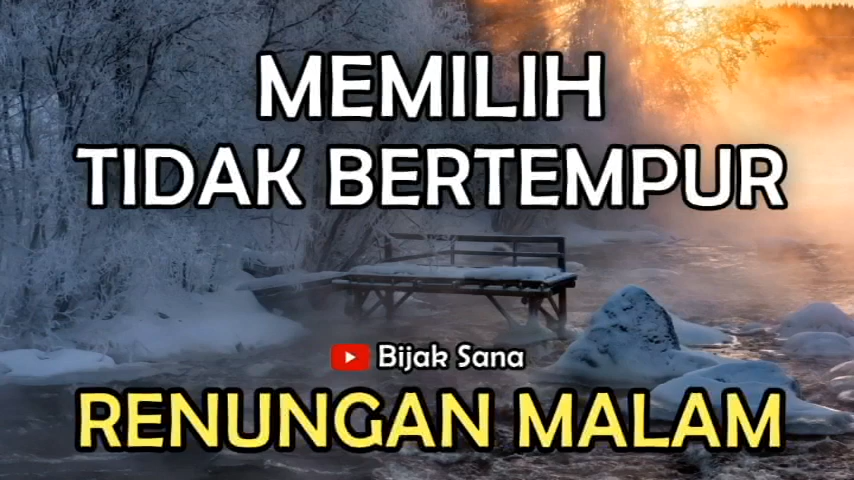 MEMILIH
TIDAK BERTEMPUR
Bijak Sana
RENUNGAN MALAM